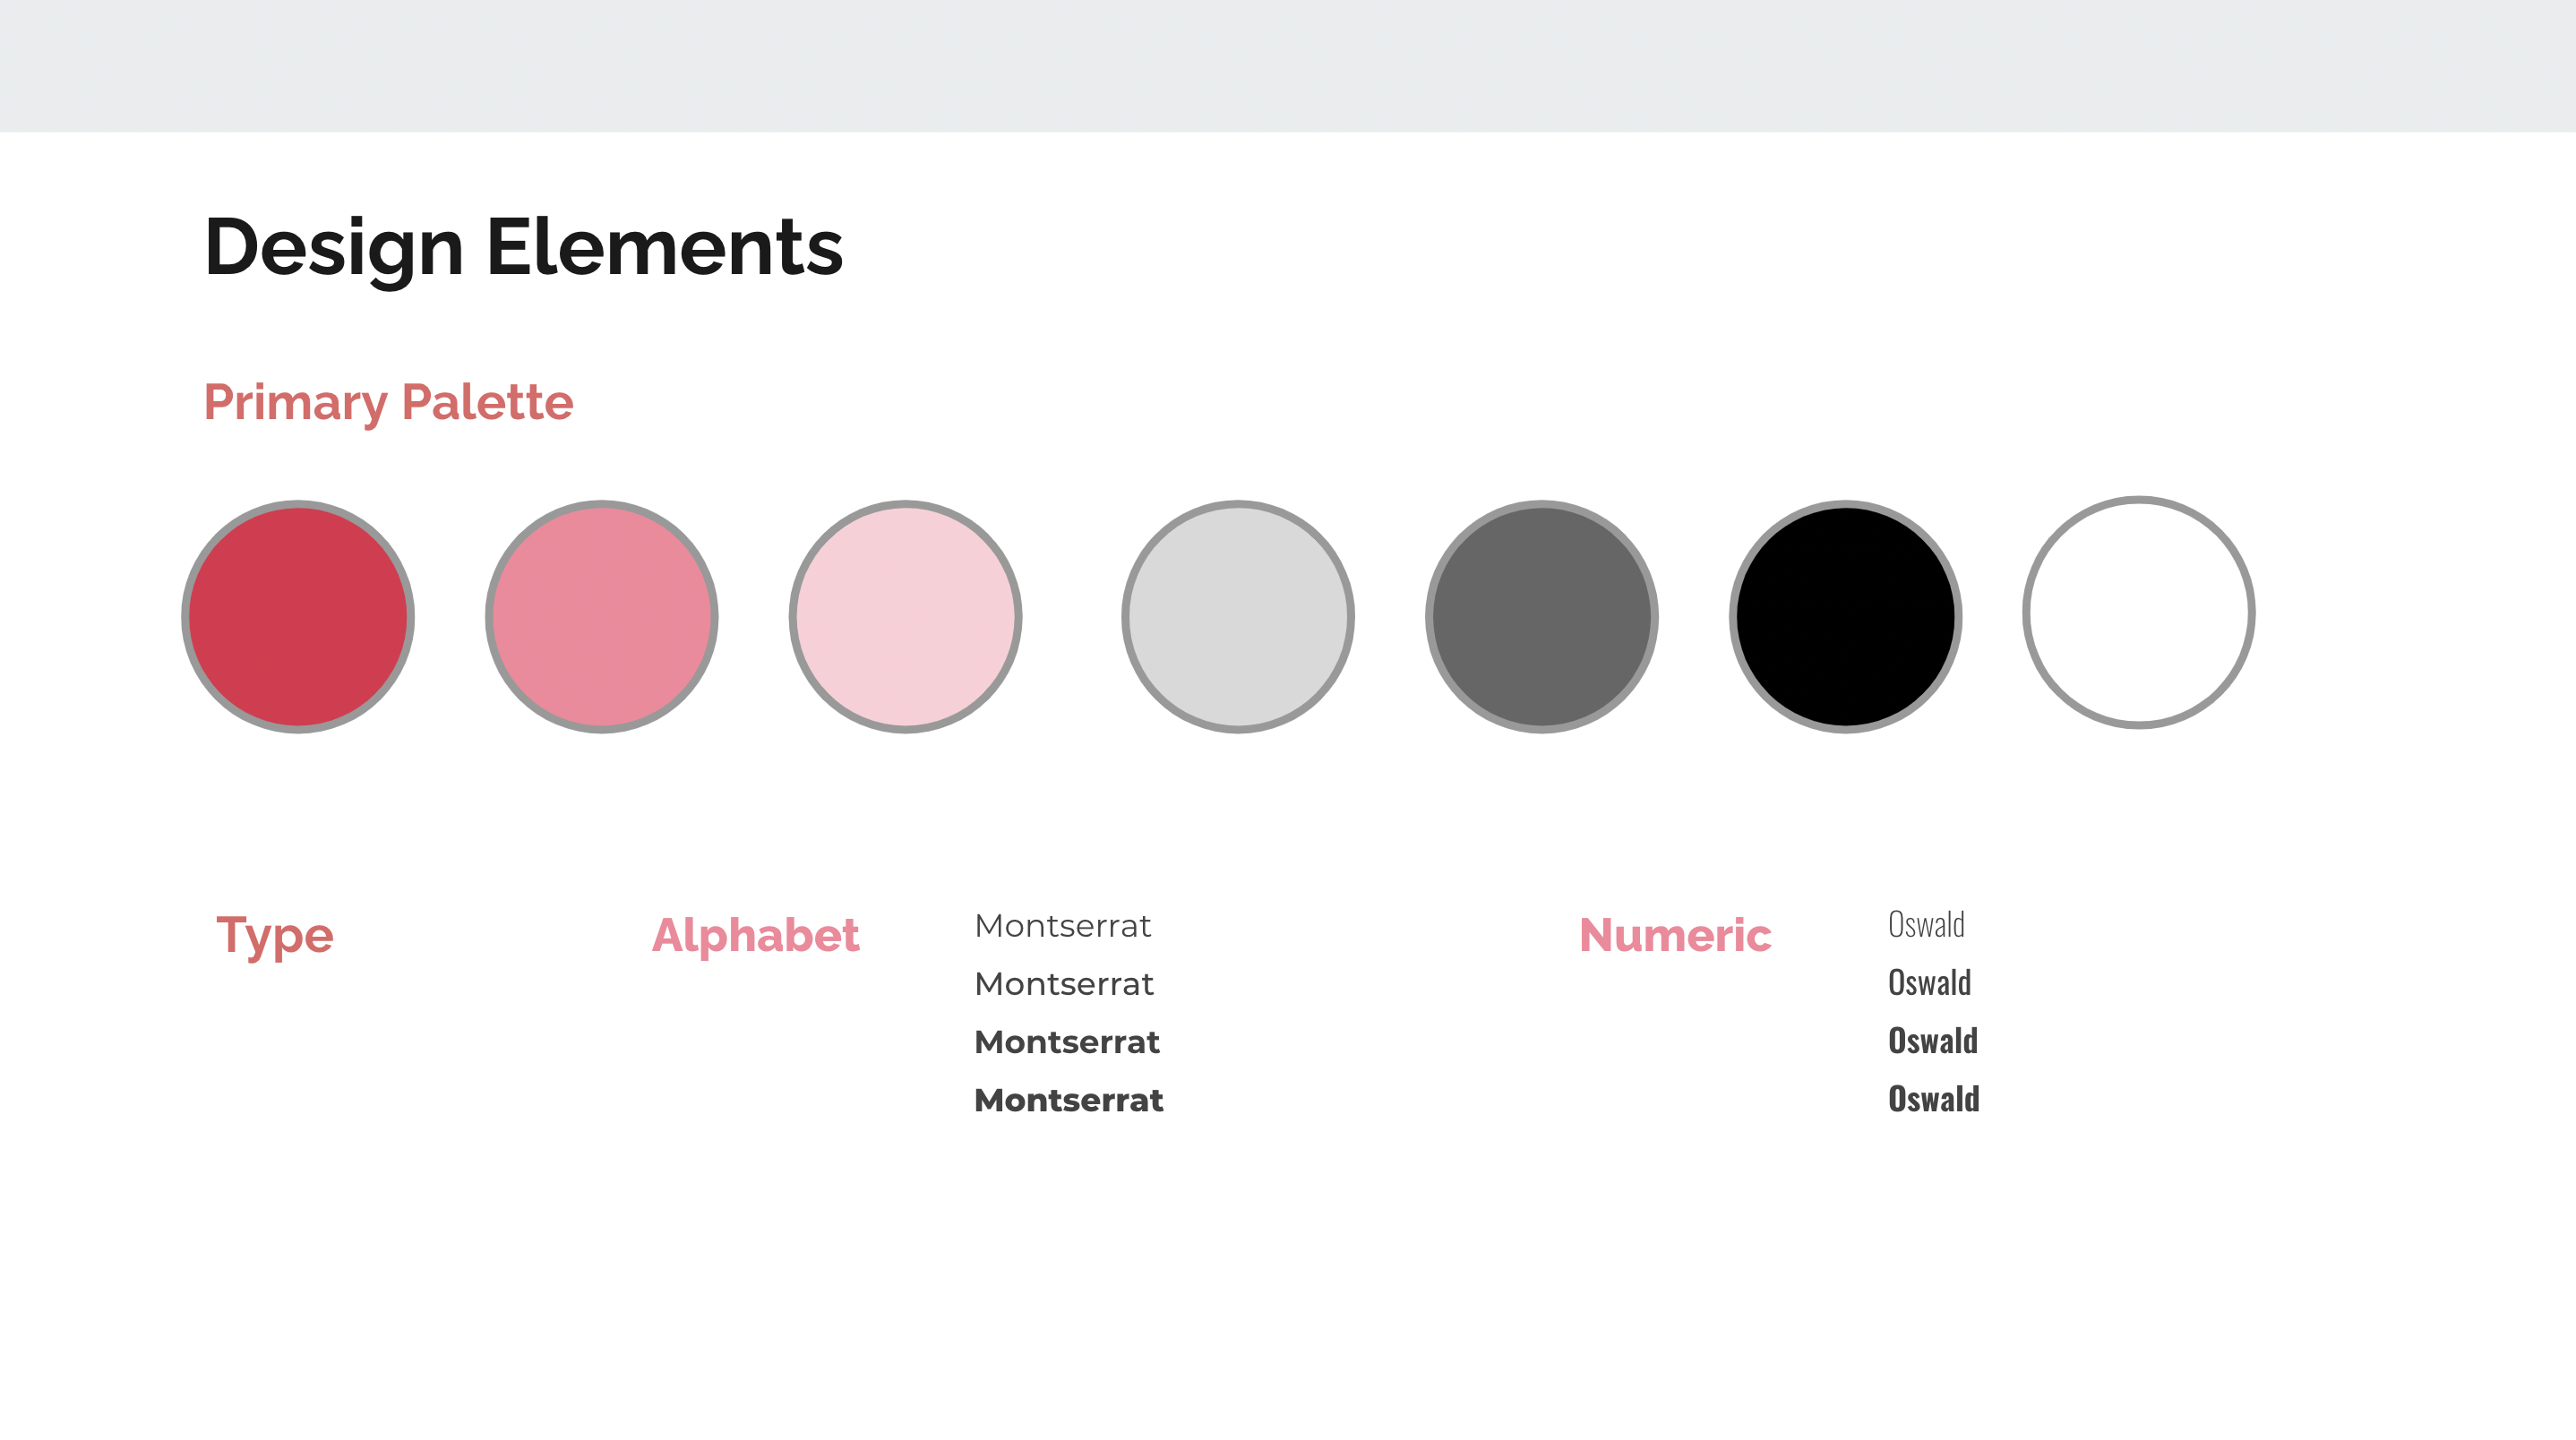 Design Elements
Primary Palette
Type
Alphabet
Montserrat
Montserrat
Montserrat
Montserrat
Numeric
Oswald
Oswald
Oswald
Oswald